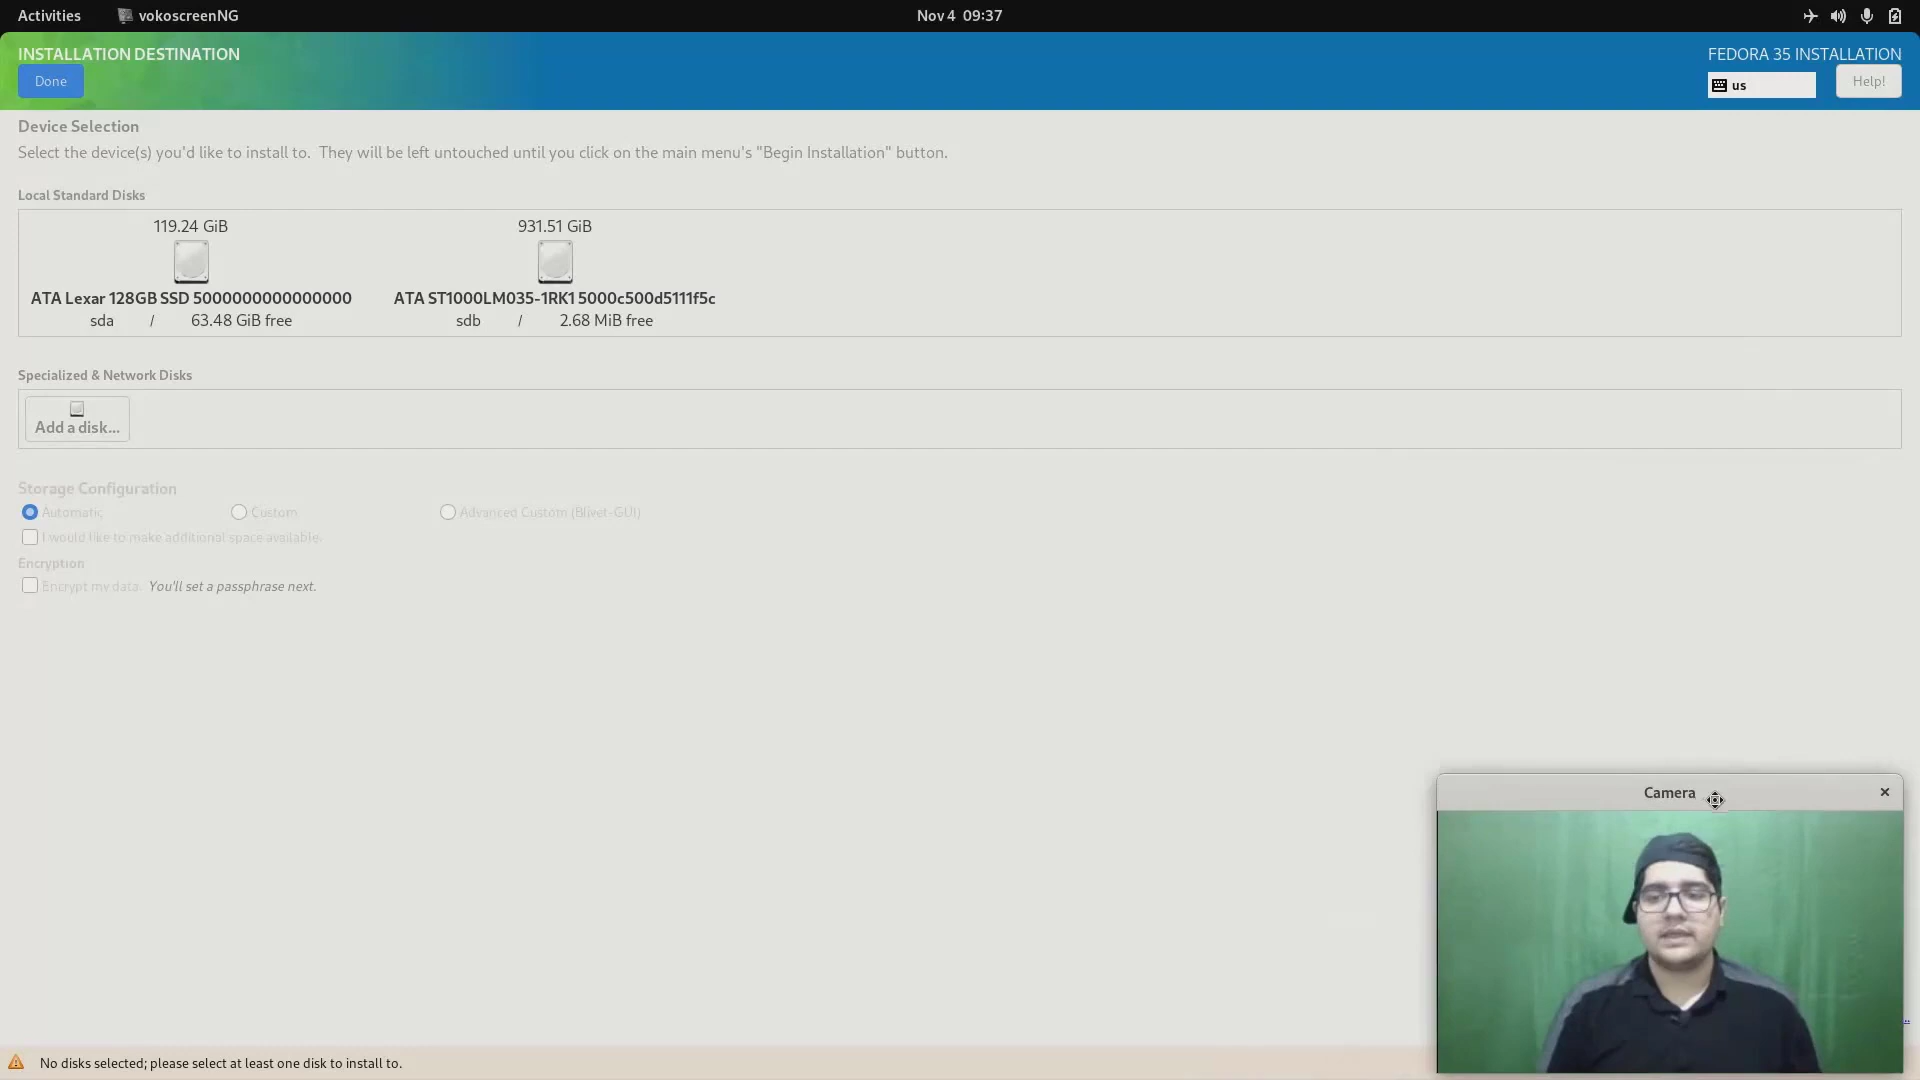 Activities
vokoscreenNG
Nov 4 09:37
INSTALLATION DESTINATION
FEDORA 35 INSTALLATION
Done
us
Help!
Device Selection
Select the device(s) you'd like to install to. They will be left untouched until you click on the main menu's "Begin Installation" button.
Local Standard Disks
119.24 GiB
931.51 GiB
ATA Lexar 128GB SSD 5000000000000000
ATA ST1000LM035-1RK1 5000c500d5111f5c
sda / 63.48 GiB free
sdb / 2.68 MiB free
Specialized & Network Disks
Add a disk...
Storage Configuration
Automatic
Custom
Advanced Custom (Blivet-GUI)
I would like to make additional space available.
Encryption
Encrypt my data. You'll set a passphrase next.
Camera
No disks selected; please select at least one disk to install to.